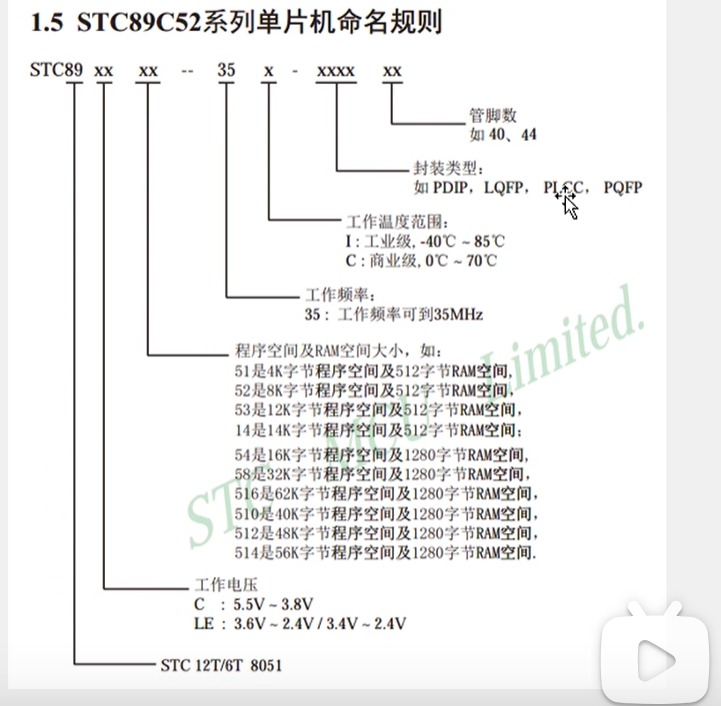 1.5 STC89C52系列单片机命名规则
STC89 xx xx -- 35 x - xxxx xx
管脚数
如 40、44
封装类型：
如 PDIP，LQFP， PLCC， PQFP
工作温度范围：
I：工业级，-40℃ ~ 85℃
C：商业级，0℃ ~ 70℃
工作频率：
35： 工作频率可到35MHz
程序空间及RAM空间大小，如：
51是4K字节程序空间及512字节RAM空间，
52是8K字节程序空间及512字节RAM空间，
53是12K字节程序空间及512字节RAM空间，
14是14K字节程序空间及512字节RAM空间；
54是16K字节程序空间及1280字节RAM空间，
58是32K字节程序空间及1280字节RAM空间，
516是62K字节程序空间及1280字节RAM空间，
510是40K字节程序空间及1280字节RAM空间，
512是48K字节程序空间及1280字节RAM空间，
514是56K字节程序空间及1280字节RAM空间.
工作电压
C ：5.5V ~ 3.8V
LE ：3.6V ~ 2.4V / 3.4V ~ 2.4V
STC 12T/6T 8051
STC MCU Limited.